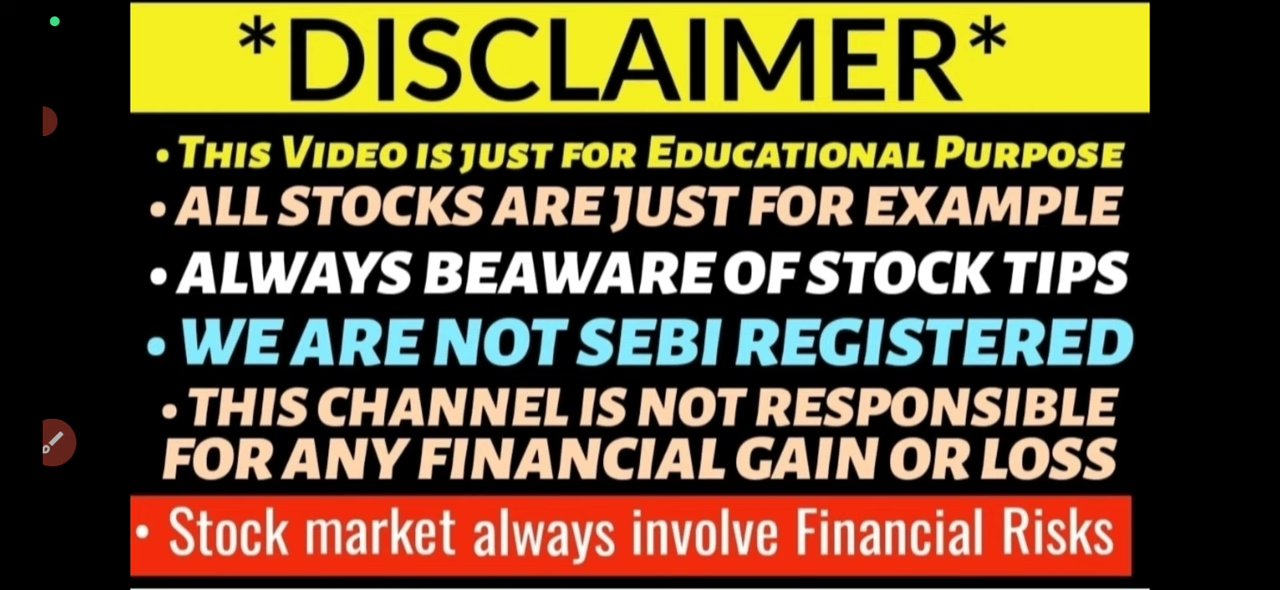 *DISCLAIMER*
• THIS VIDEO IS JUST FOR EDUCATIONAL PURPOSE
• ALL STOCKS ARE JUST FOR EXAMPLE
• ALWAYS BEAWARE OF STOCK TIPS
• WE ARE NOT SEBI REGISTERED
• THIS CHANNEL IS NOT RESPONSIBLE
FOR ANY FINANCIAL GAIN OR LOSS
• Stock market always involve Financial Risks